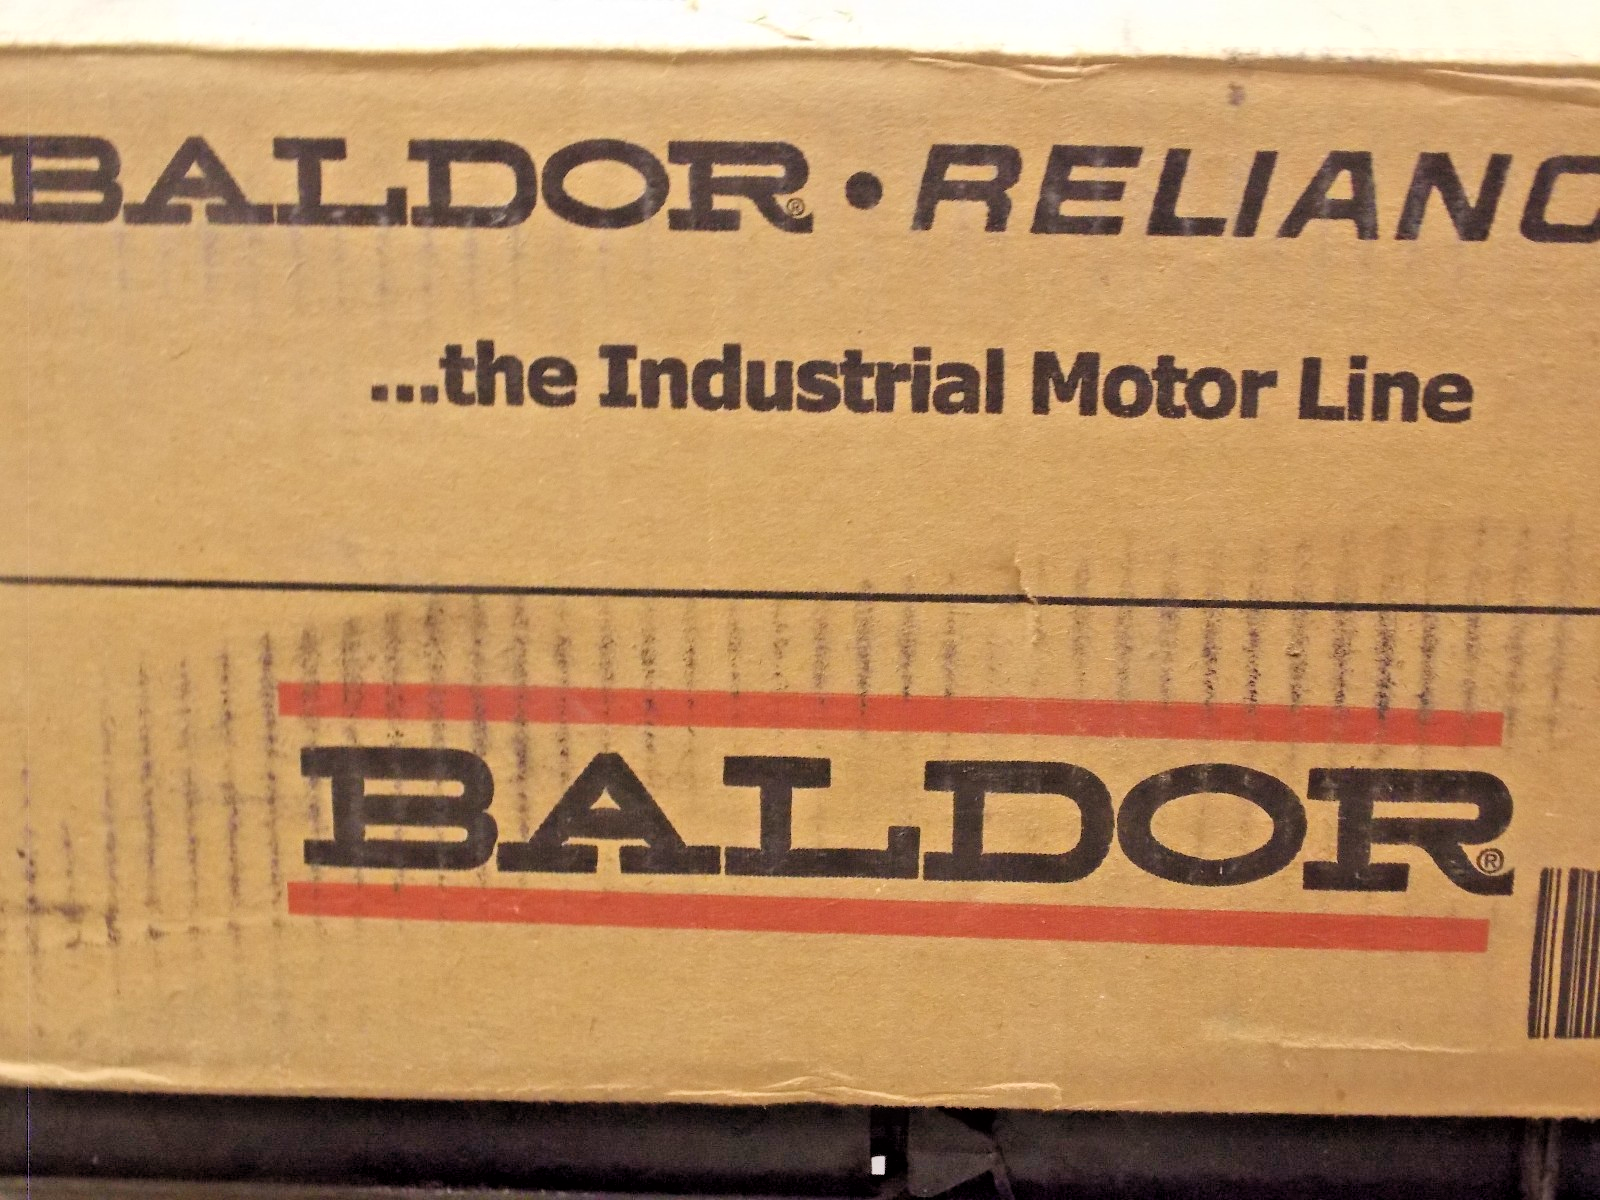 BALDOR® • RELIANC
...the Industrial Motor Line
BALDOR®